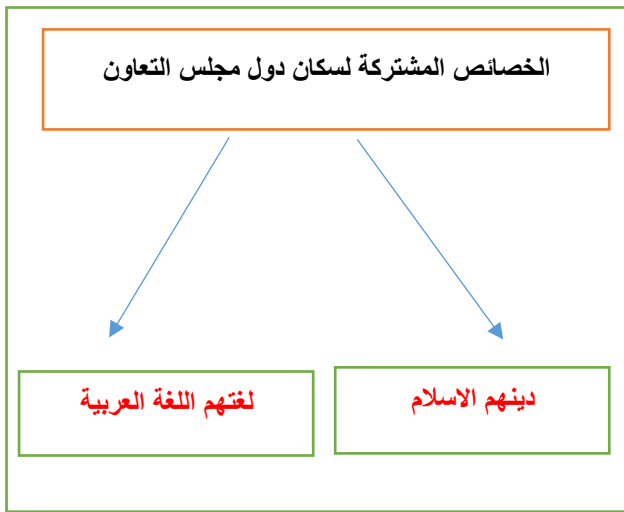 الخصائص المشتركة لسكان دول مجلس التعاون
دينهم الاسلام
لغتهم اللغة العربية